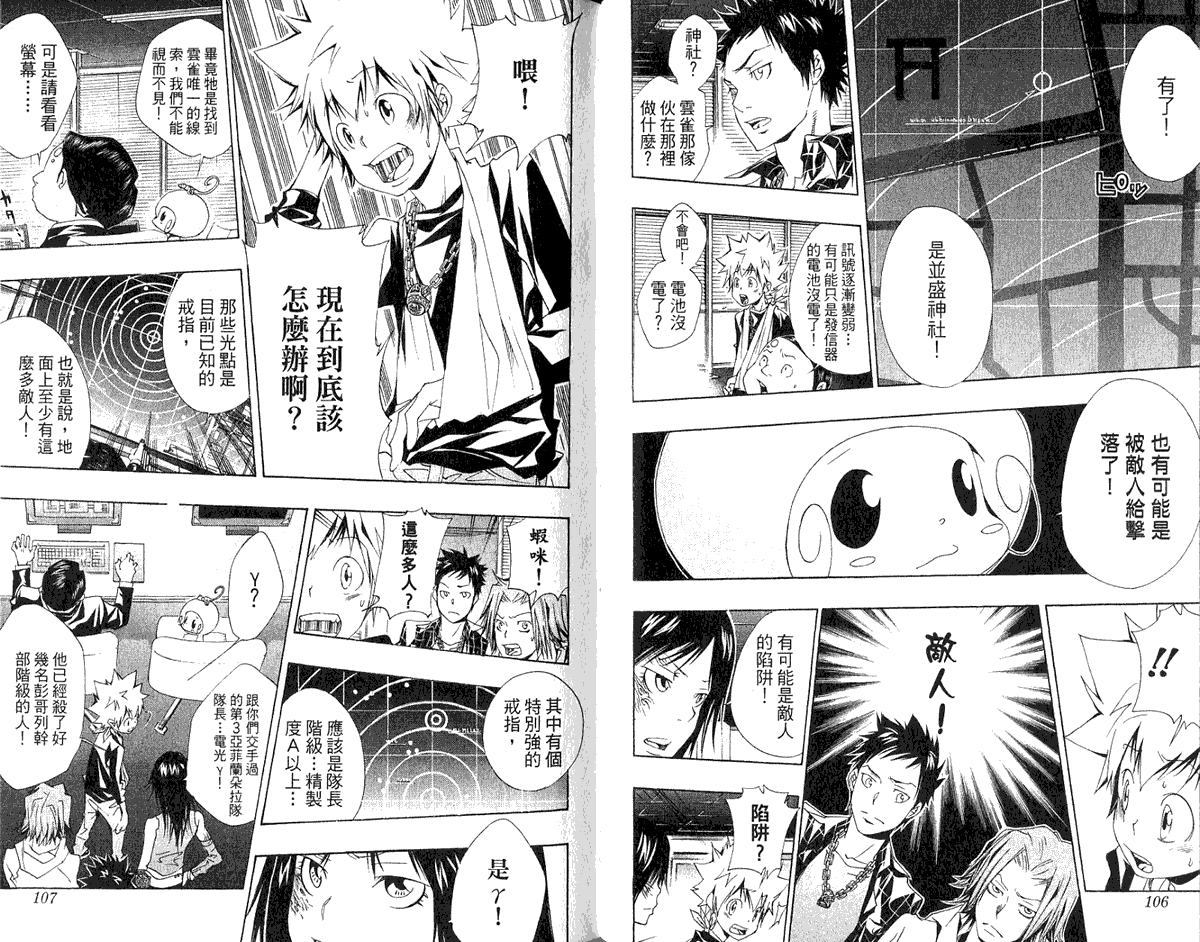 有了！
ヒロッ
是並盛神社！
神社？
雲雀那傢
伙在那裡
做什麼？
訊號逐漸變弱…
有可能只是發信器
的電池沒電了！
不會吧！
電池沒
電了？
也有可能是
被敵人給擊
落了！
!!
敵人！
有可能是敵人
的陷阱！
陷阱？
106
喂！
現在到底該
怎麼辦啊？
畢竟牠是找到
雲雀唯一的線
索，我們不能
視而不見！
可是請看看
螢幕……
カタ
那些光點是
目前已知的
戒指，
也就是說，地
面上至少有這
麼多敵人！
蝦咪！
這麼多人？
其中有個
特別強的
戒指，
應該是隊長
階級…精製
度A以上…
是γ！
γ？
跟你們交手過
的第3亞菲蘭朵拉隊
隊長…電光γ！
他已經殺了好
幾名彭哥列幹
部階級的人！
107